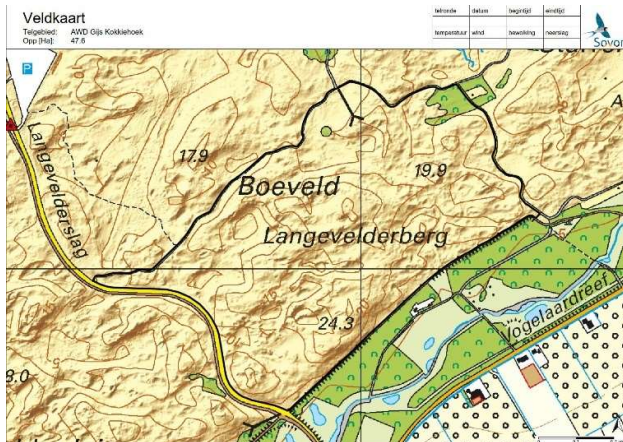 Veldkaart
Telgebied: AWD Gijs Kokkiehoek
Opp [Ha]: 47.6
telronde datum begintijd eindtijd
temperatuur wind bewolking neerslag
Sovon
P
Langevelderslag
17.9
Boeveld
19.9
Langevelderberg
24.3
Vogelaardreef
8.0